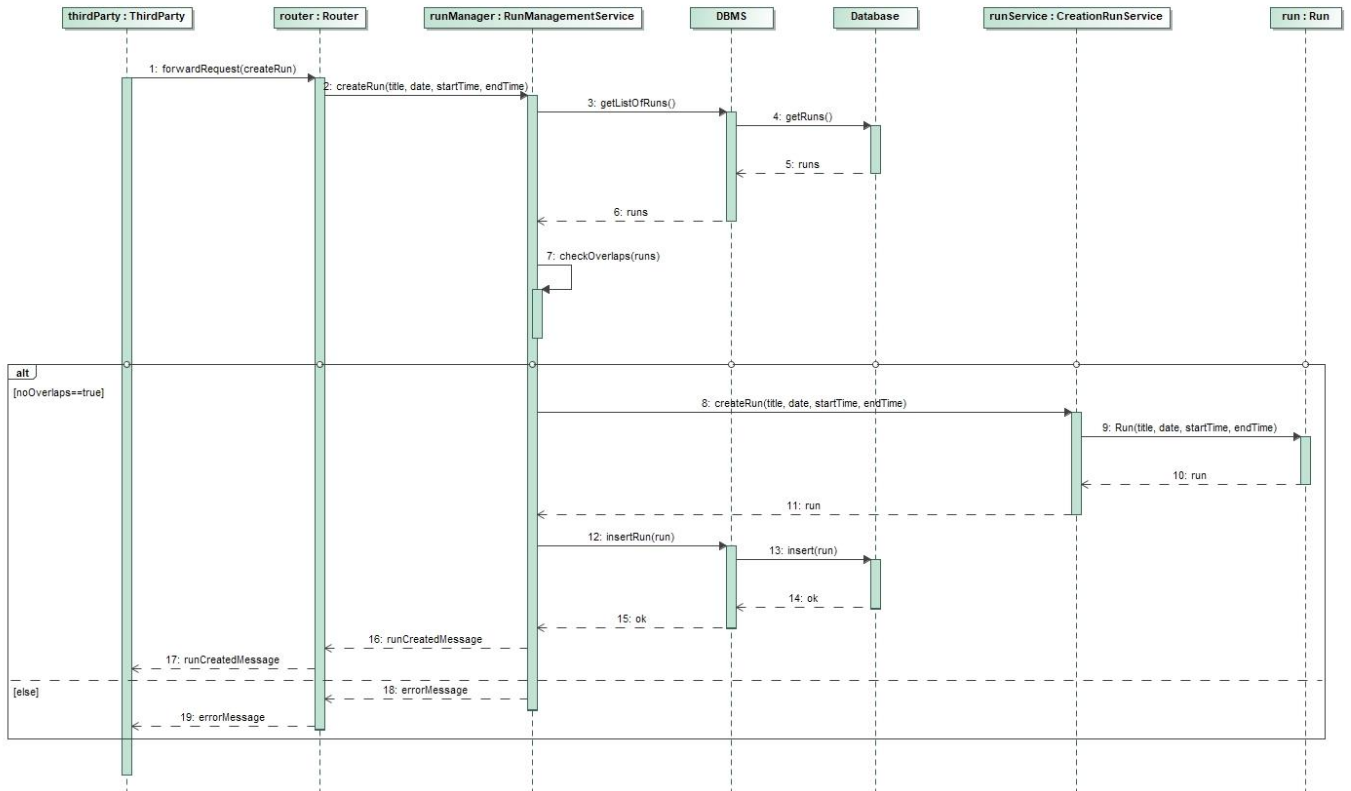 thirdParty : ThirdParty
router : Router
runManager : RunManagementService
DBMS
Database
runService : CreationRunService
run : Run
1: forwardRequest(createRun)
2: createRun(title, date, startTime, endTime)
3: getListOfRuns()
4: getRuns()
5: runs
6: runs
7: checkOverlaps(runs)
alt
[noOverlaps==true]
8: createRun(title, date, startTime, endTime)
9: Run(title, date, startTime, endTime)
10: run
11: run
12: insertRun(run)
13: insert(run)
14: ok
15: ok
16: runCreatedMessage
17: runCreatedMessage
[else]
18: errorMessage
19: errorMessage